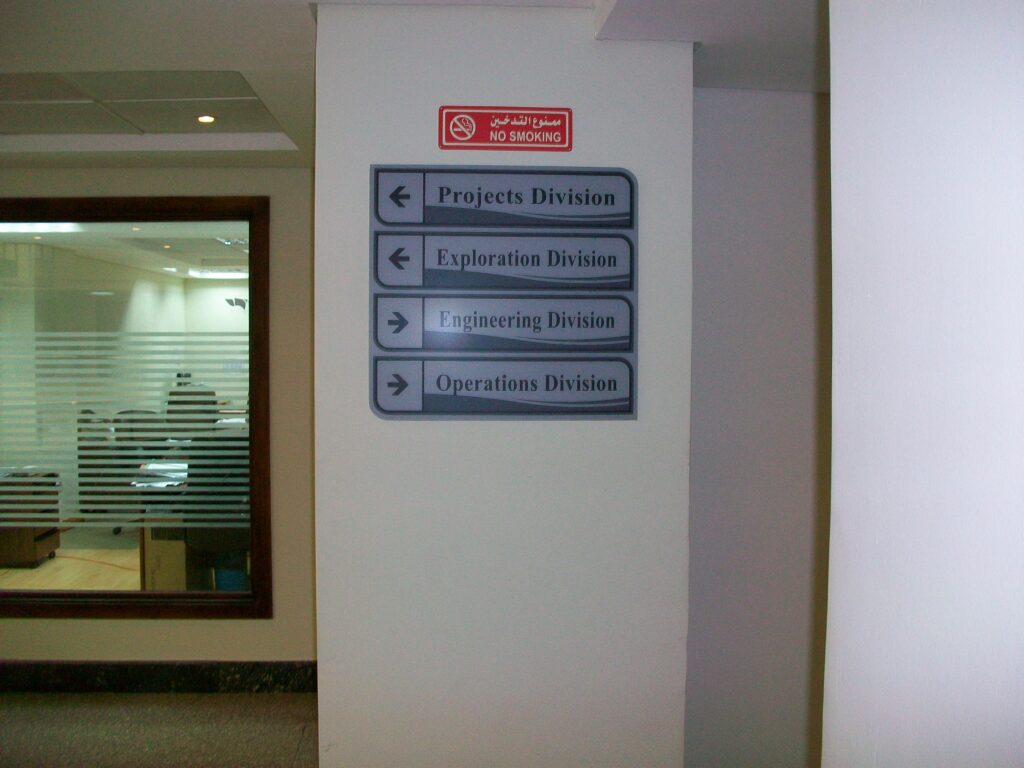 ممنوع التدخين
NO SMOKING
Projects Division
Exploration Division
Engineering Division
Operations Division